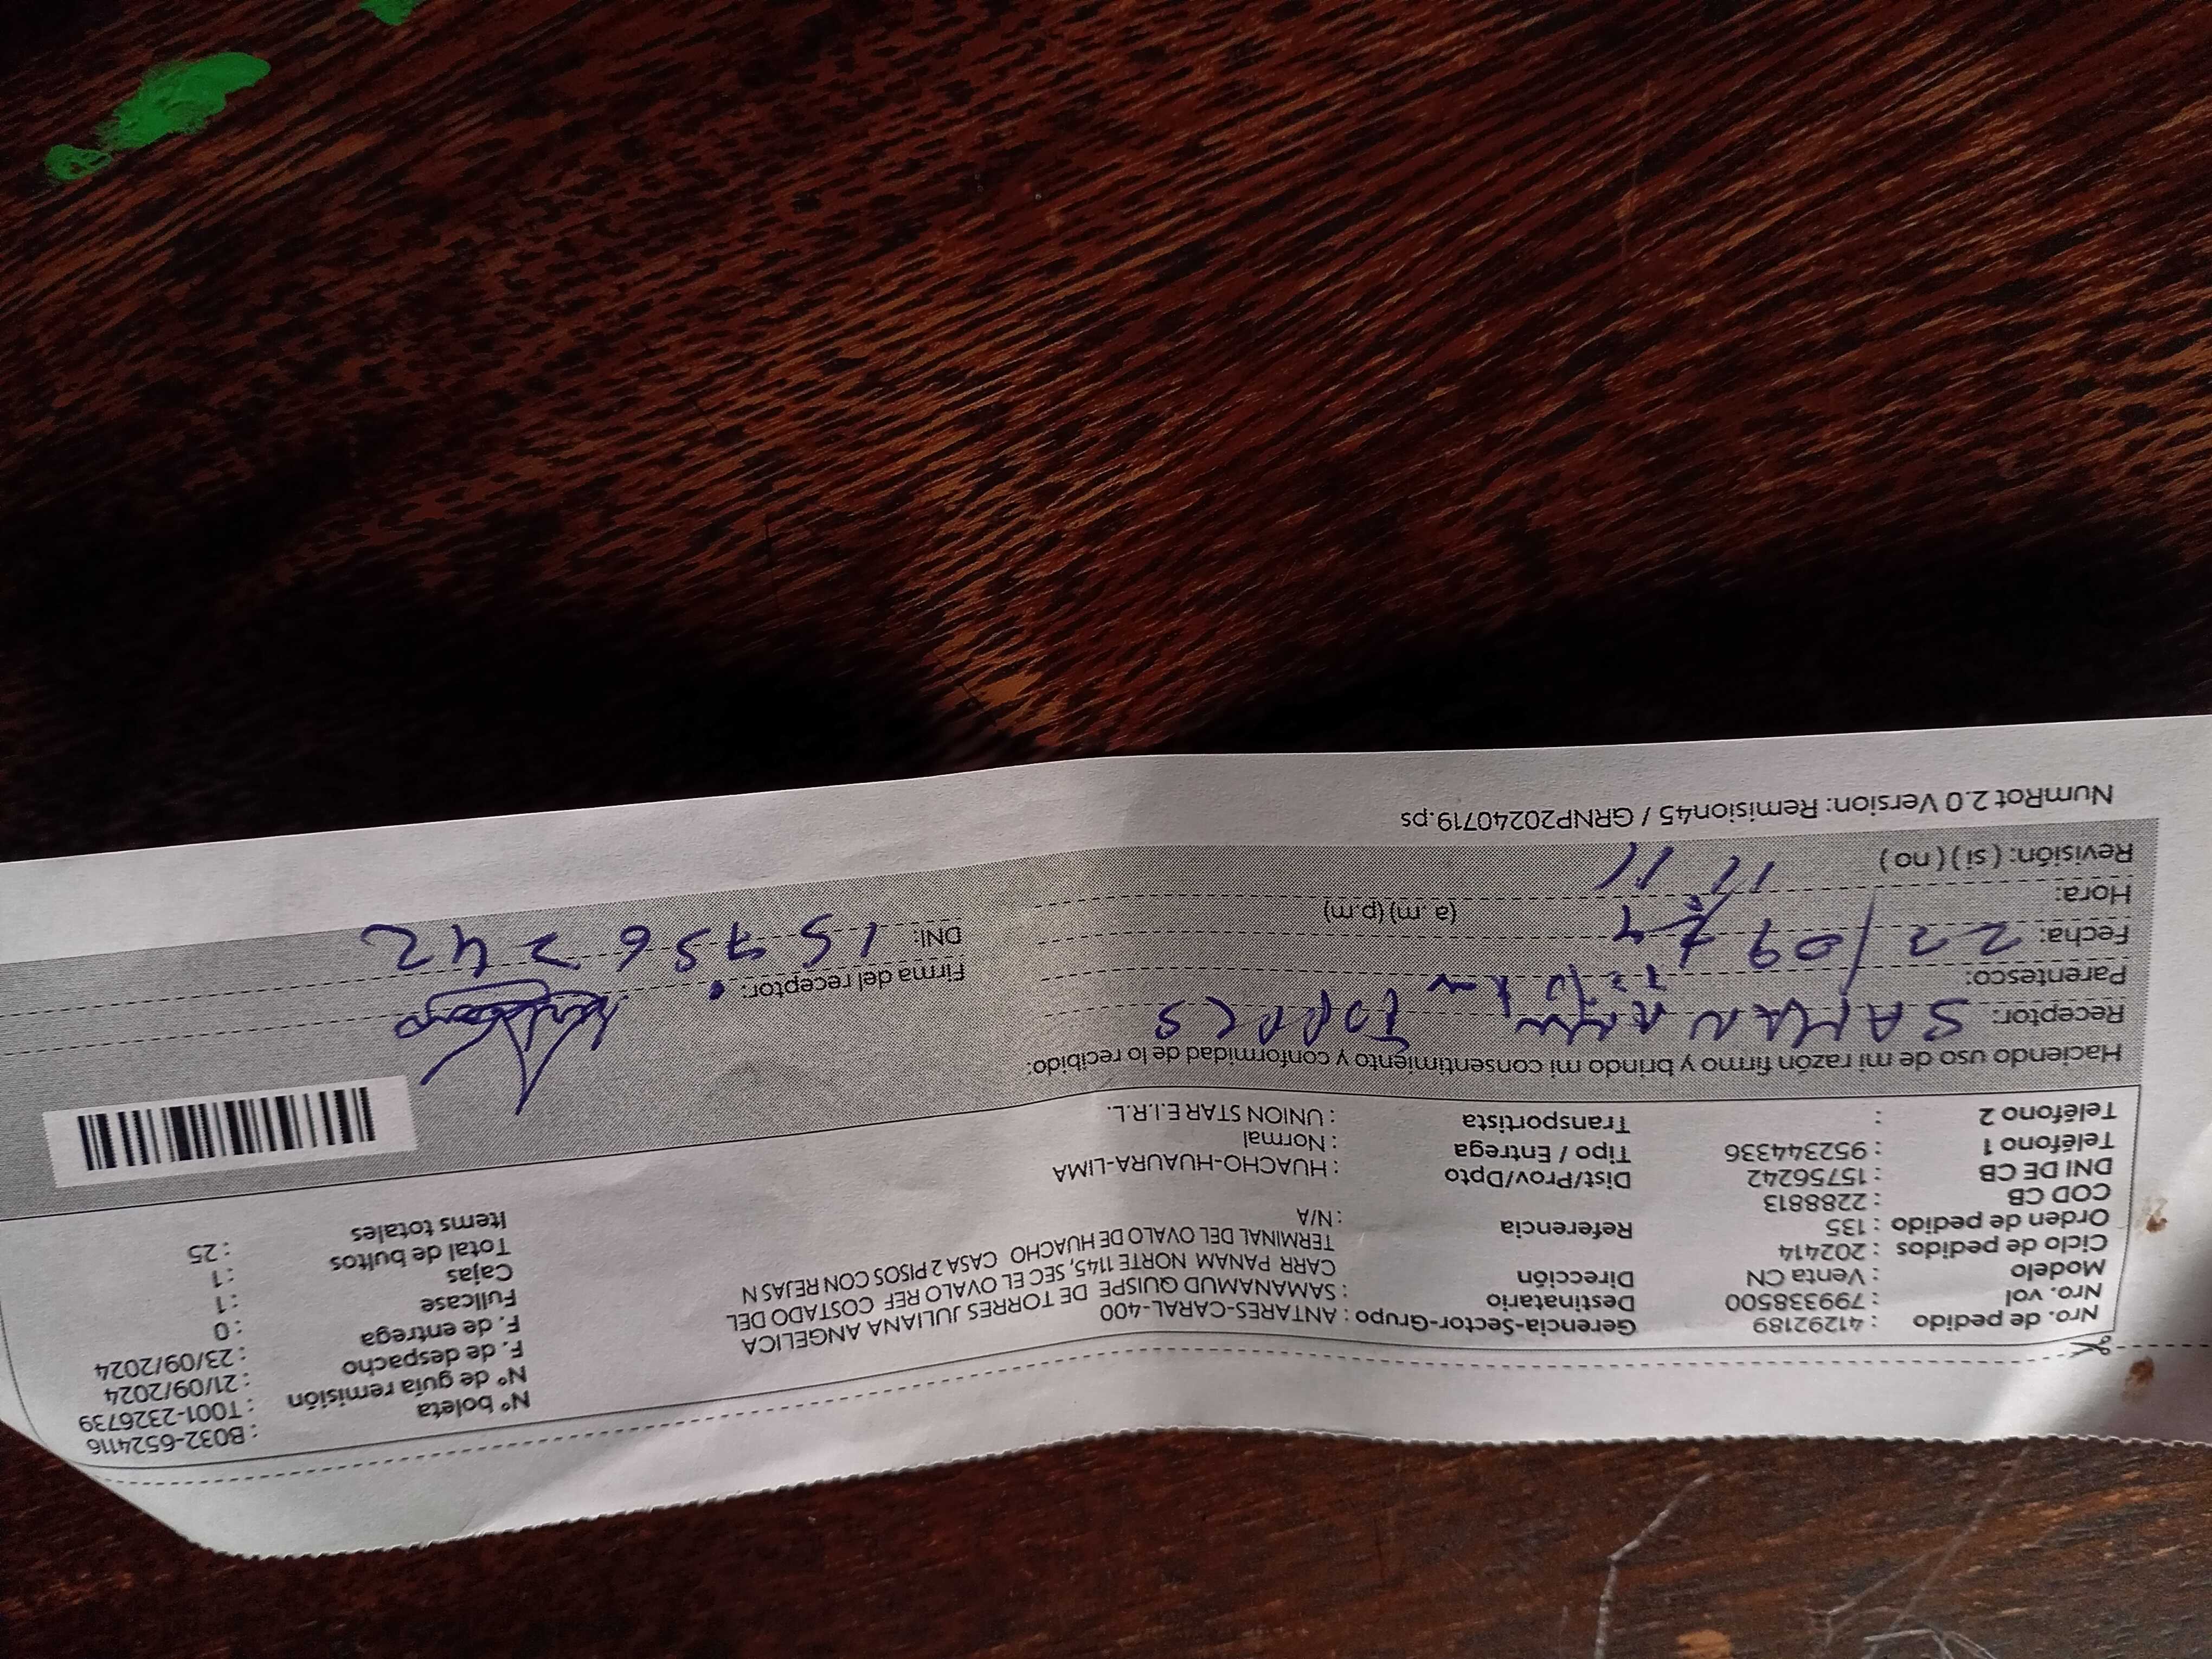 Nro. de pedido : 41292189
Nro. vol : 799338500
Modelo : Venta CN
Ciclo de pedidos : 202414
Orden de pedido : 135
COD CB : 2288813
DNI DE CB : 15756242
Teléfono 1 : 952344336
Teléfono 2 :
Gerencia-Sector-Grupo : ANTARES-CARAL-400
Destinatario : SAMANAMUD QUISPE DE TORRES JULIANA ANGELICA
Dirección CARR PANAM NORTE 1145, SEC EL OVALO REF COSTADO DEL
TERMINAL DEL OVALO DE HUACHO CASA 2 PISOS CON REJAS N
Referencia : N/A
Dist/Prov/Dpto : HUACHO-HUAURA-LIMA
Tipo / Entrega : Normal
Transportista : UNION STAR E.I.R.L.
N° boleta : B032-6524116
N° de guía remisión : T001-2326739
F. de despacho : 21/09/2024
F. de entrega : 23/09/2024
Fullcase : 0
Cajas : 1
Total de bultos : 1
Items totales : 25
Haciendo uso de mi razón firmo y brindo mi consentimiento y conformidad de lo recibido:
Receptor: TORRES
Parentesco:
Fecha: 22/09
Hora: (a.m) (p.m)
Revisión: ( si ) ( no )
Firma del receptor:
DNI: 15756242
NumRot 2.0 Version: Remision45 / GRNP20240719.ps